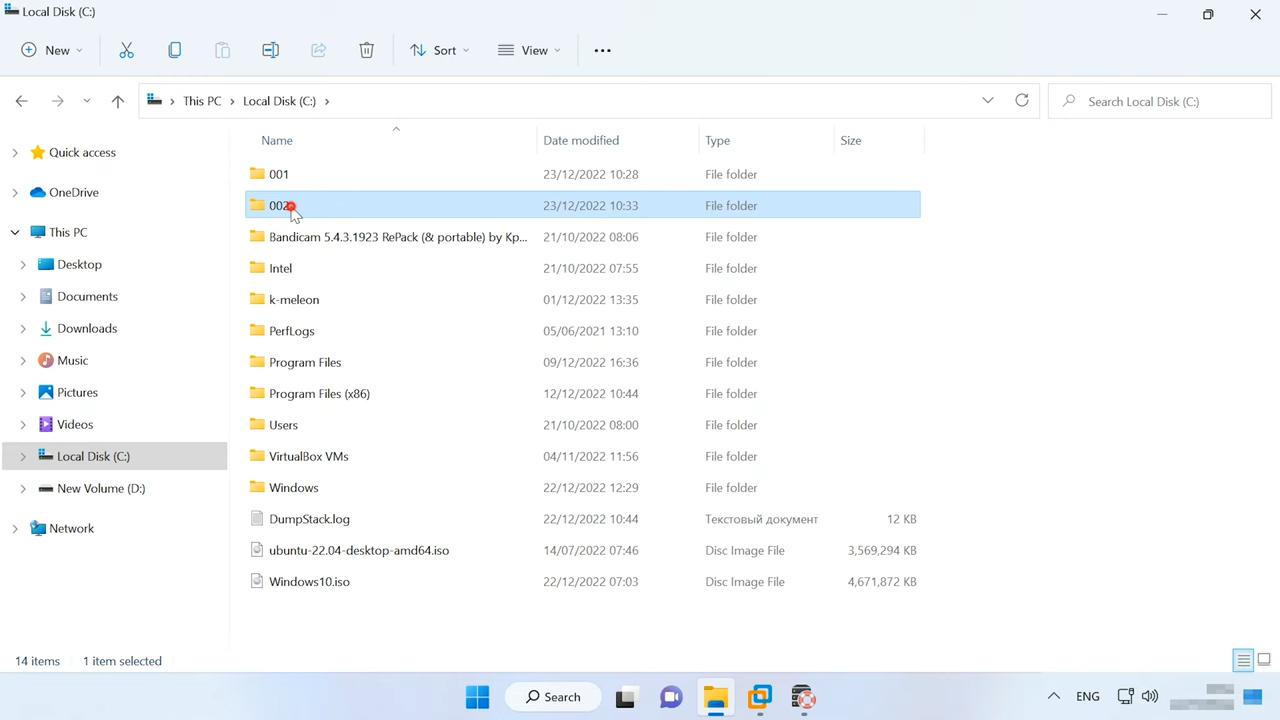 Local Disk (C:)
New Sort View
This PC Local Disk (C:) Search Local Disk (C:)
Name Date modified Type Size
Quick access
OneDrive
This PC
Desktop
Documents
Downloads
Music
Pictures
Videos
Local Disk (C:)
New Volume (D:)
Network
001 23/12/2022 10:28 File folder
002 23/12/2022 10:33 File folder
Bandicam 5.4.3.1923 RePack (& portable) by Kp... 21/10/2022 08:06 File folder
Intel 21/10/2022 07:55 File folder
k-meleon 01/12/2022 13:35 File folder
PerfLogs 05/06/2021 13:10 File folder
Program Files 09/12/2022 16:36 File folder
Program Files (x86) 12/12/2022 10:44 File folder
Users 21/10/2022 08:00 File folder
VirtualBox VMs 04/11/2022 11:56 File folder
Windows 22/12/2022 12:29 File folder
DumpStack.log 22/12/2022 10:44 Текстовый документ 12 KB
ubuntu-22.04-desktop-amd64.iso 14/07/2022 07:46 Disc Image File 3,569,294 KB
Windows10.iso 22/12/2022 07:03 Disc Image File 4,671,872 KB
14 items 1 item selected
Search ENG